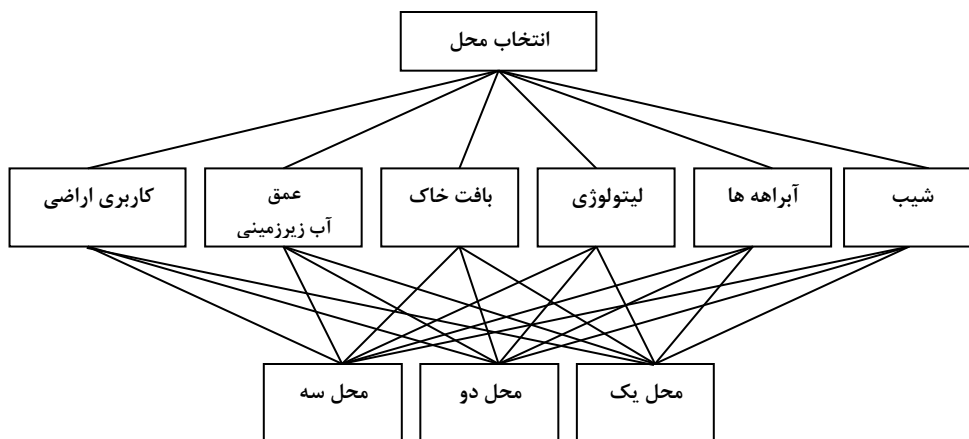 انتخاب محل
شیب
آبراهه ها
لیتولوژی
بافت خاک
عمق
آب زیرزمینی
کاربری اراضی
محل یک
محل دو
محل سه